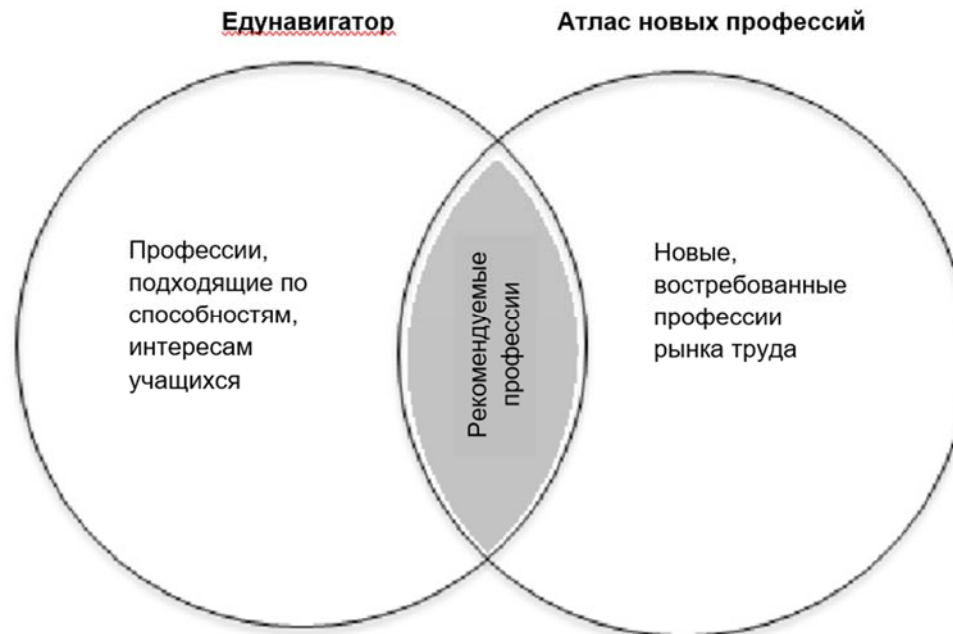 Едунавигатор
Атлас новых профессий
Профессии,
подходящие по
способностям,
интересам
учащихся
Рекомендуемые
профессии
Новые,
востребованные
профессии
рынка труда